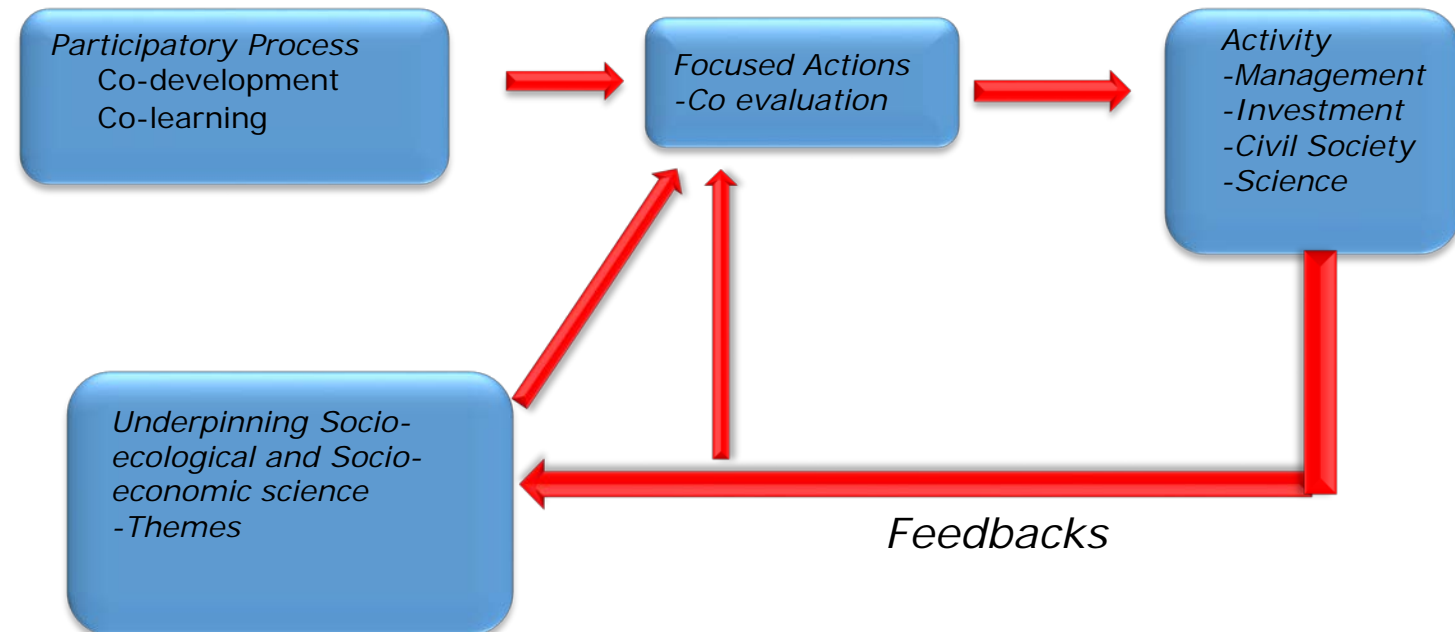 Participatory Process
Co-development
Co-learning
Focused Actions
-Co evaluation
Activity
-Management
-Investment
-Civil Society
-Science
Underpinning Socio-
ecological and Socio-
economic science
-Themes
Feedbacks